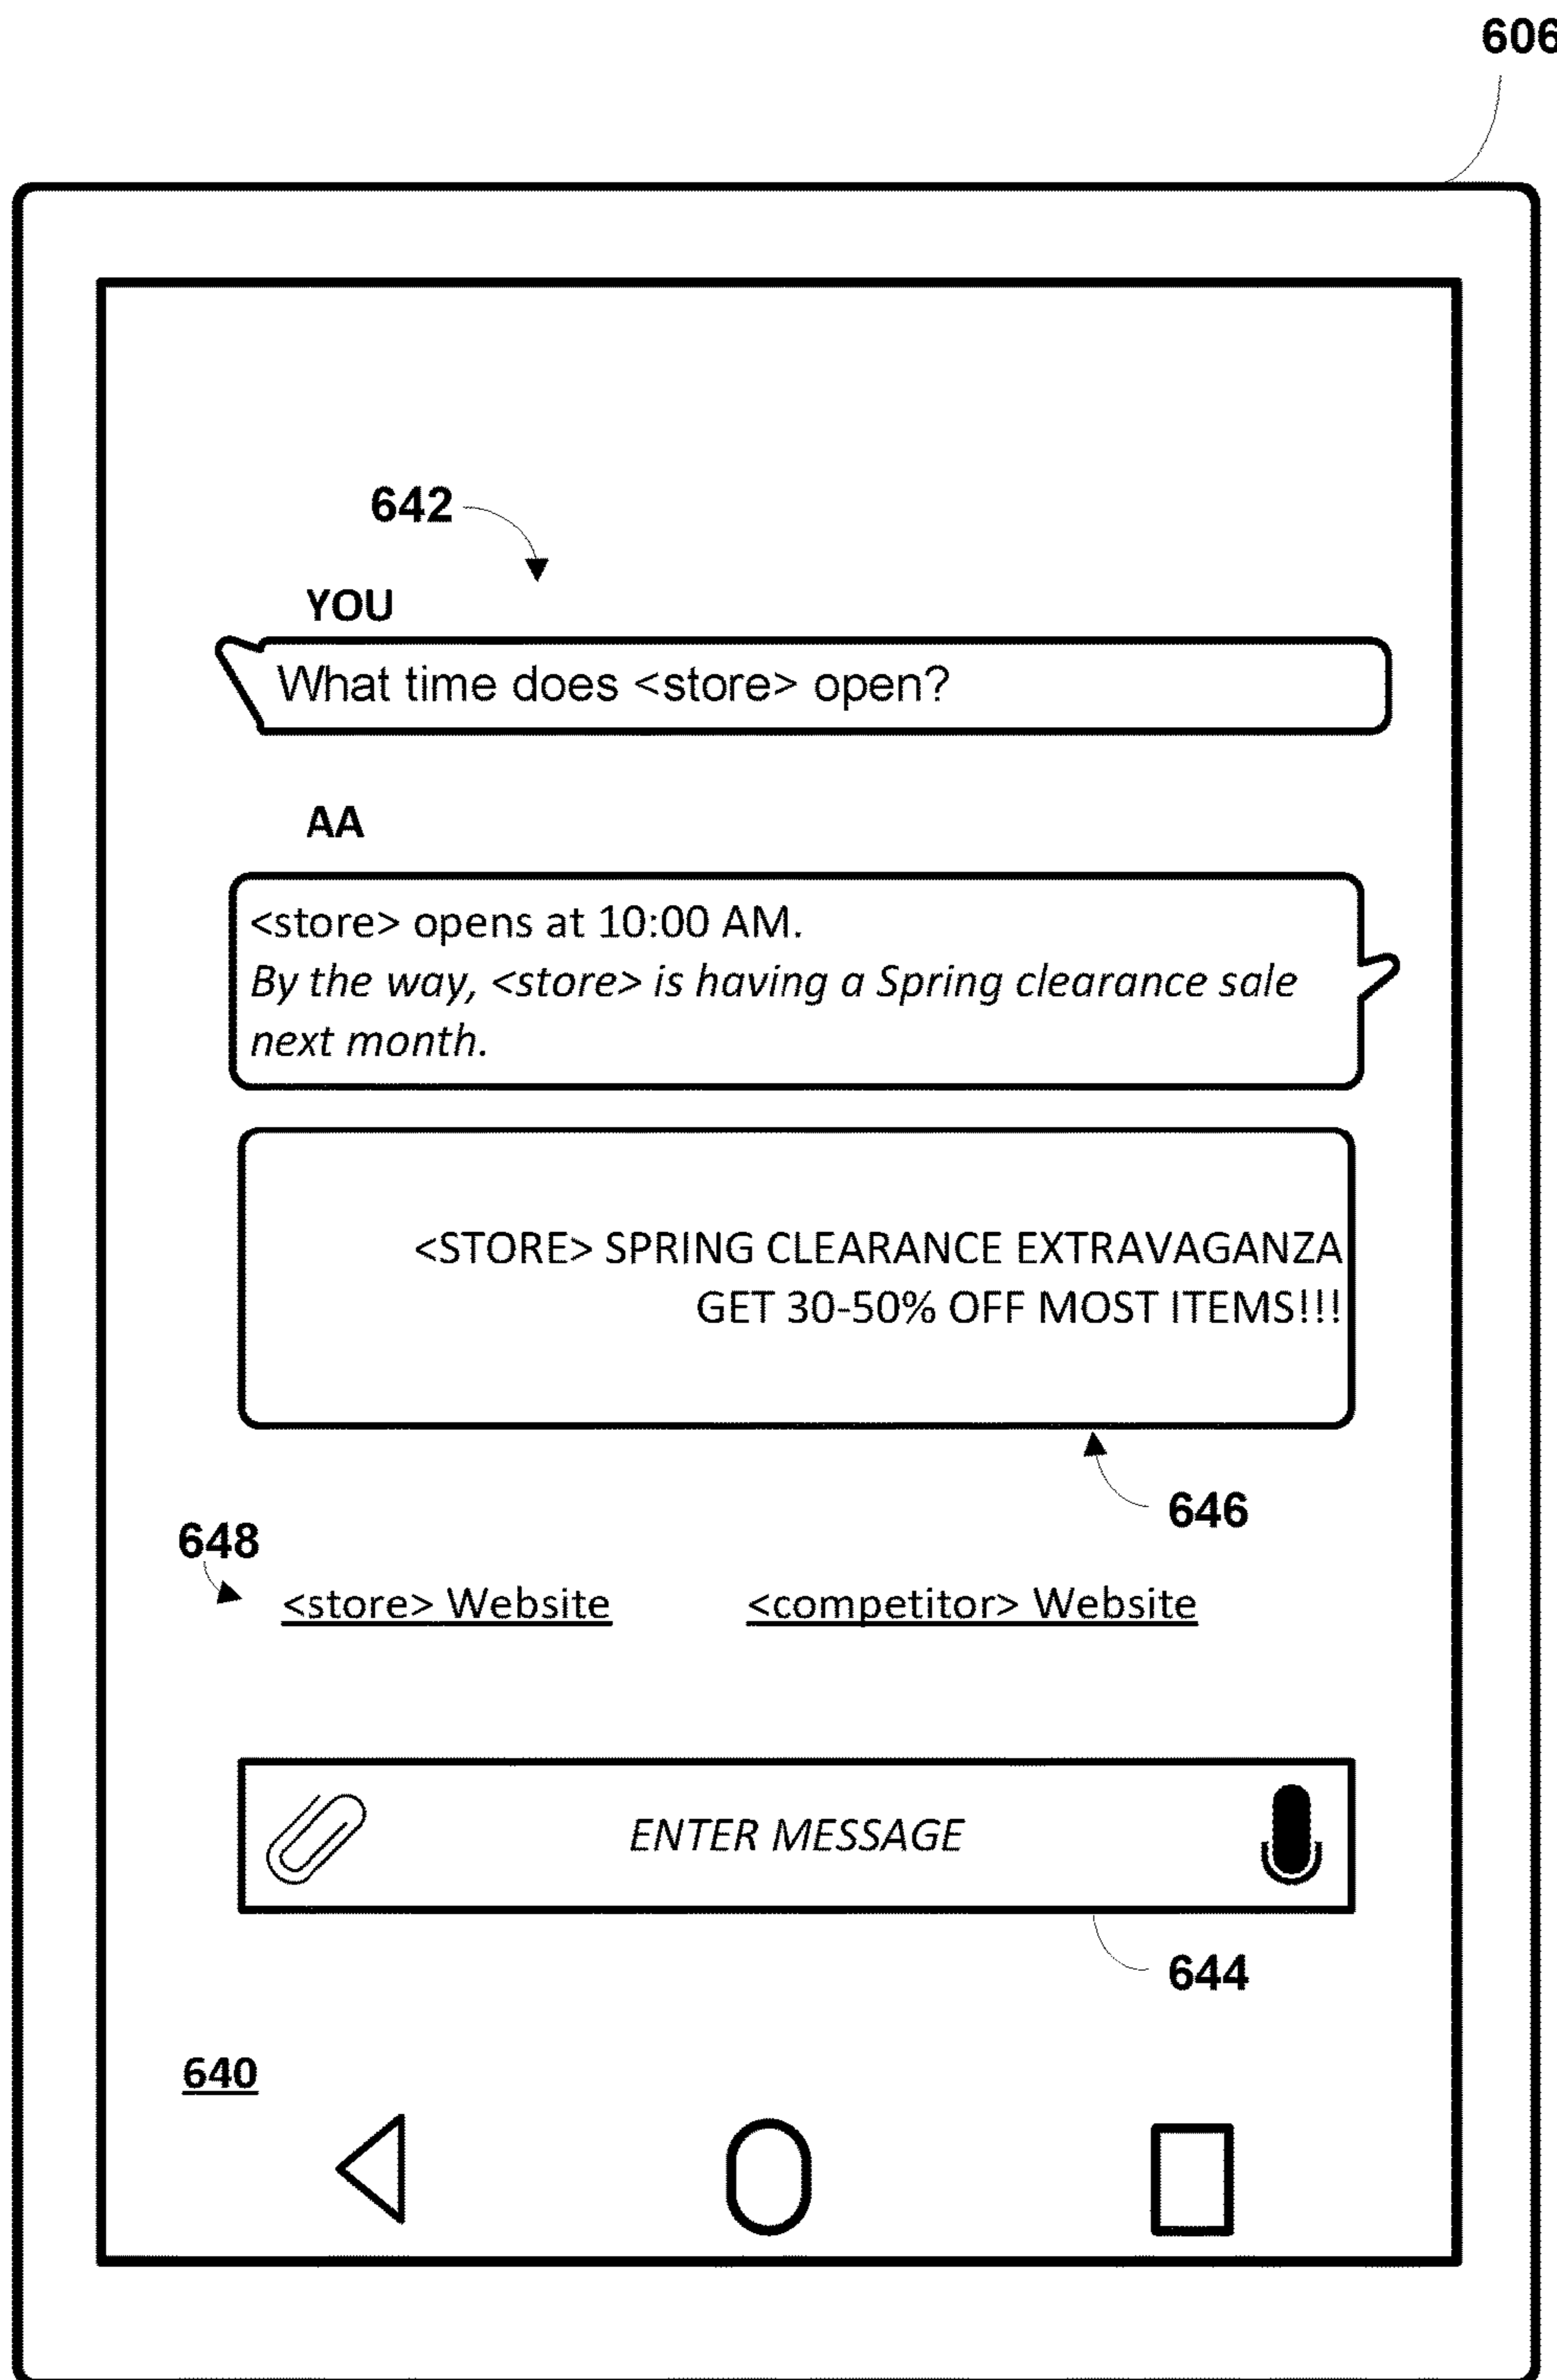 606
642
YOU
What time does <store> open?
AA
<store> opens at 10:00 AM.
By the way, <store> is having a Spring clearance sale
next month.
<STORE> SPRING CLEARANCE EXTRAVAGANZA
GET 30-50% OFF MOST ITEMS!!!
646
648
<store> Website <competitor> Website
ENTER MESSAGE
644
640